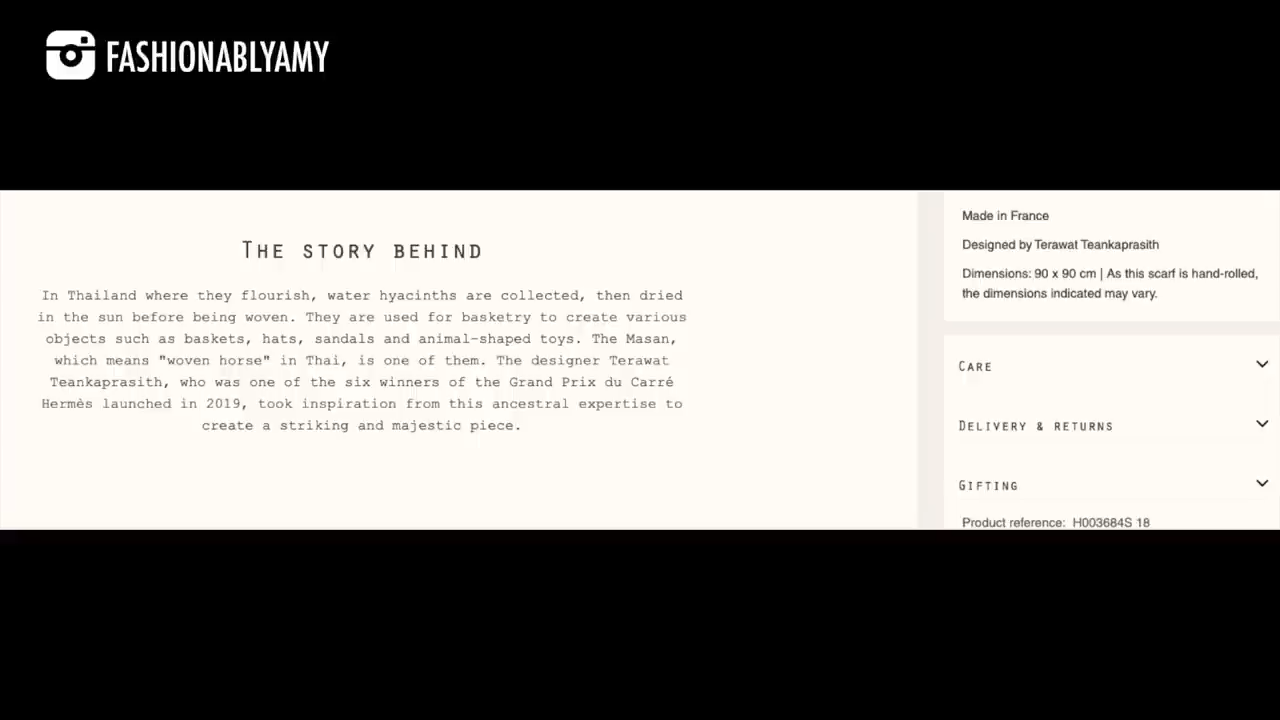 FASHIONABLYAMY
THE STORY BEHIND
In Thailand where they flourish, water hyacinths are collected, then dried
in the sun before being woven. They are used for basketry to create various
objects such as baskets, hats, sandals and animal-shaped toys. The Masan,
which means "woven horse" in Thai, is one of them. The designer Terawat
Teankaprasith, who was one of the six winners of the Grand Prix du Carré
Hermès launched in 2019, took inspiration from this ancestral expertise to
create a striking and majestic piece.
Made in France
Designed by Terawat Teankaprasith
Dimensions: 90 x 90 cm | As this scarf is hand-rolled,
the dimensions indicated may vary.
CARE
DELIVERY & RETURNS
GIFTING
Product reference: H003684S 18